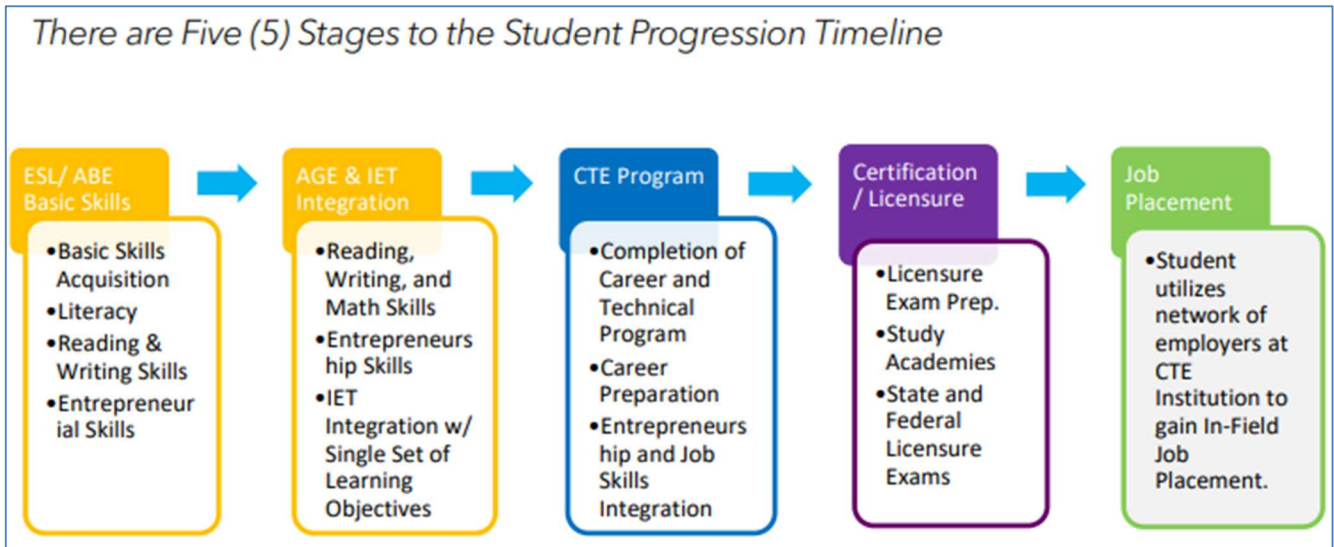 There are Five (5) Stages to the Student Progression Timeline
ESL/ ABE
Basic Skills
•Basic Skills
Acquisition
•Literacy
•Reading &
Writing Skills
•Entrepreneur
ial Skills
AGE & IET
Integration
•Reading,
Writing, and
Math Skills
•Entrepreneurs
hip Skills
•IET
Integration w/
Single Set of
Learning
Objectives
CTE Program
•Completion of
Career and
Technical
Program
•Career
Preparation
•Entrepreneurs
hip and Job
Skills
Integration
Certification
/ Licensure
•Licensure
Exam Prep.
•Study
Academies
•State and
Federal
Licensure
Exams
Job
Placement
•Student
utilizes
network of
employers at
CTE
Institution to
gain In-Field
Job
Placement.